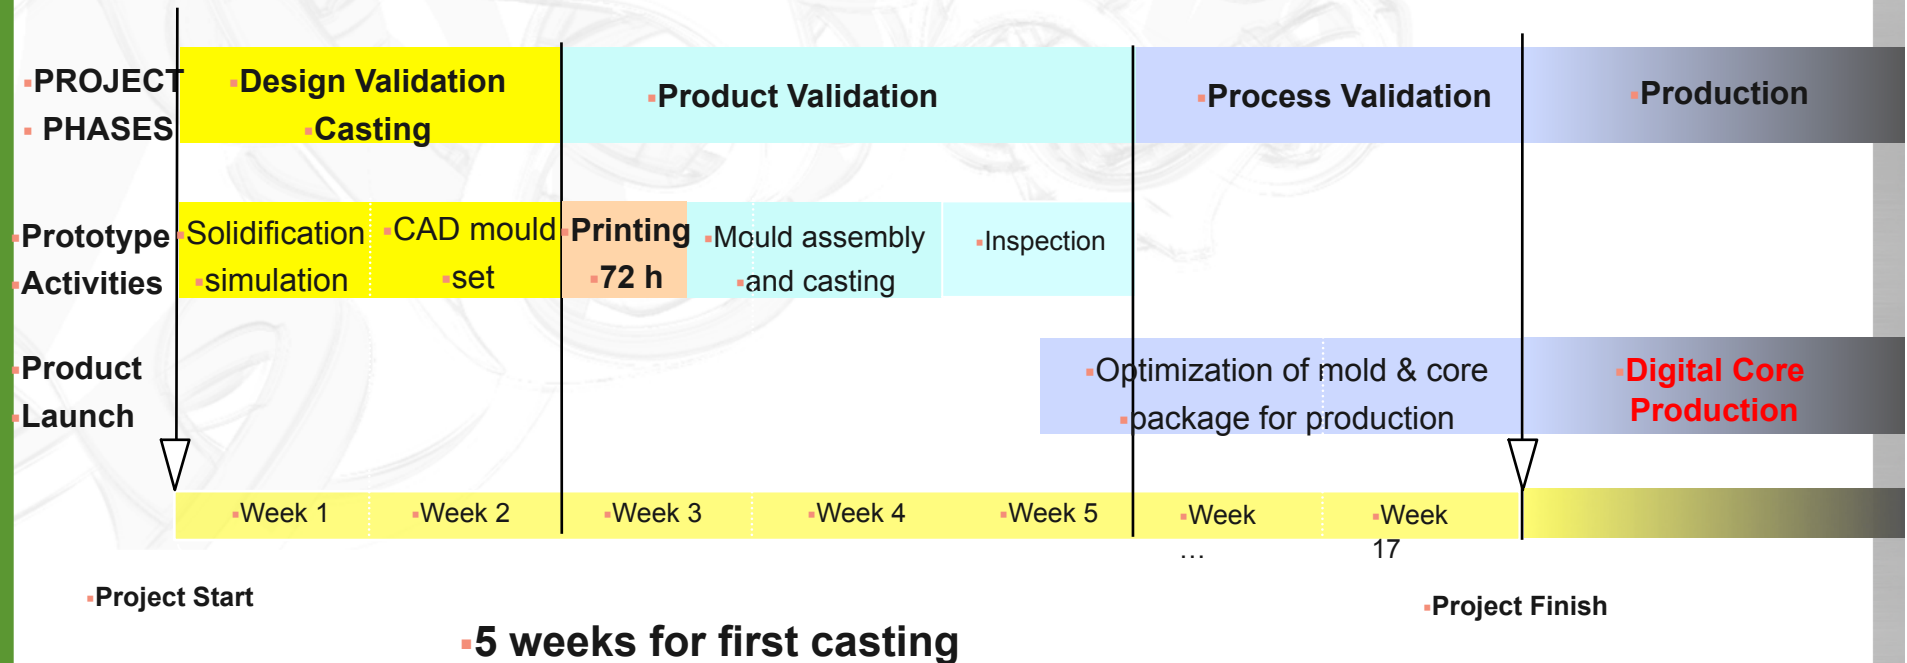 ▪PROJECT
▪ PHASES
▪Design Validation
▪Casting
▪Product Validation
▪Process Validation
▪Production
▪Prototype
▪Activities
▪Solidification
▪simulation
▪CAD mould
▪set
▪Printing
▪72 h
▪Mould assembly
▪and casting
▪Inspection
▪Product
▪Launch
▪Optimization of mold & core
▪package for production
▪Digital Core
Production
▪Week 1
▪Week 2
▪Week 3
▪Week 4
▪Week 5
▪Week
…
▪Week
17
▪Project Start
▪Project Finish
▪5 weeks for first casting